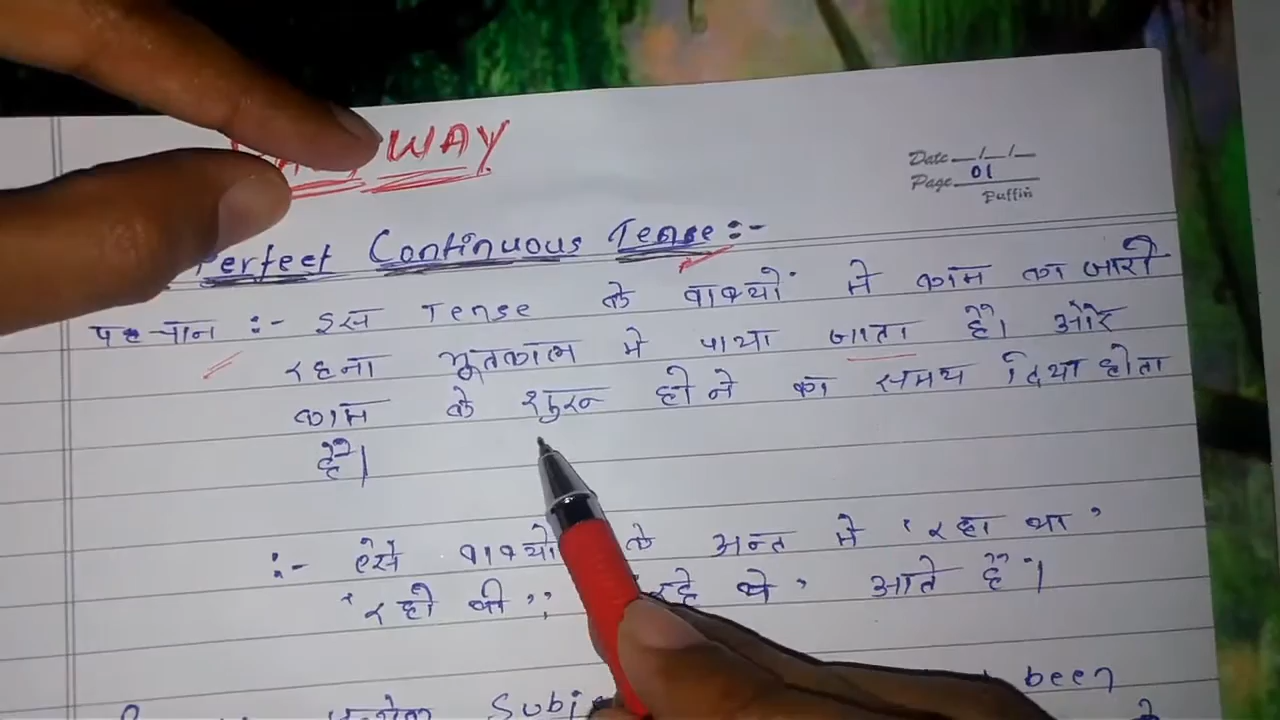 WAY
Date
Page 01
Puffin
Perfect Continuous Tense :-
पहचान :- इस Tense के वाक्यों में काम का जारी
रहना भूतकाल मे पाया जाता है। और
काम के शुरू होने का समय दिया होता
है।
:- ऐसे वाक्यो के अन्त मे 'रहा था'
'रही थी'' रहे थे' आते हैं।
been